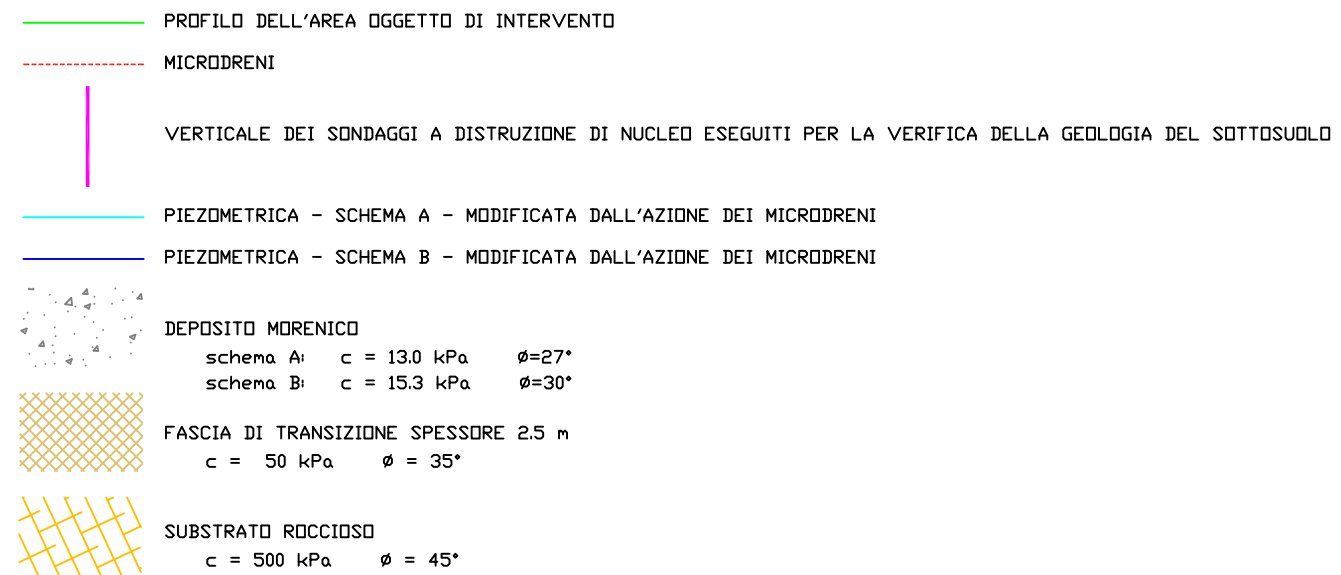 PROFILO DELL'AREA OGGETTO DI INTERVENTO
MICRODRENI
VERTICALE DEI SONDAGGI A DISTRUZIONE DI NUCLEO ESEGUITI PER LA VERIFICA DELLA GEOLOGIA DEL SOTTOSUOLO
PIEZOMETRICA - SCHEMA A - MODIFICATA DALL'AZIONE DEI MICRODRENI
PIEZOMETRICA - SCHEMA B - MODIFICATA DALL'AZIONE DEI MICRODRENI
DEPOSITO MORENICO
schema A: c = 13.0 kPa ø=27°
schema B: c = 15.3 kPa ø=30°
FASCIA DI TRANSIZIONE SPESSORE 2.5 m
c = 50 kPa ø = 35°
SUBSTRATO ROCCIOSO
c = 500 kPa ø = 45°